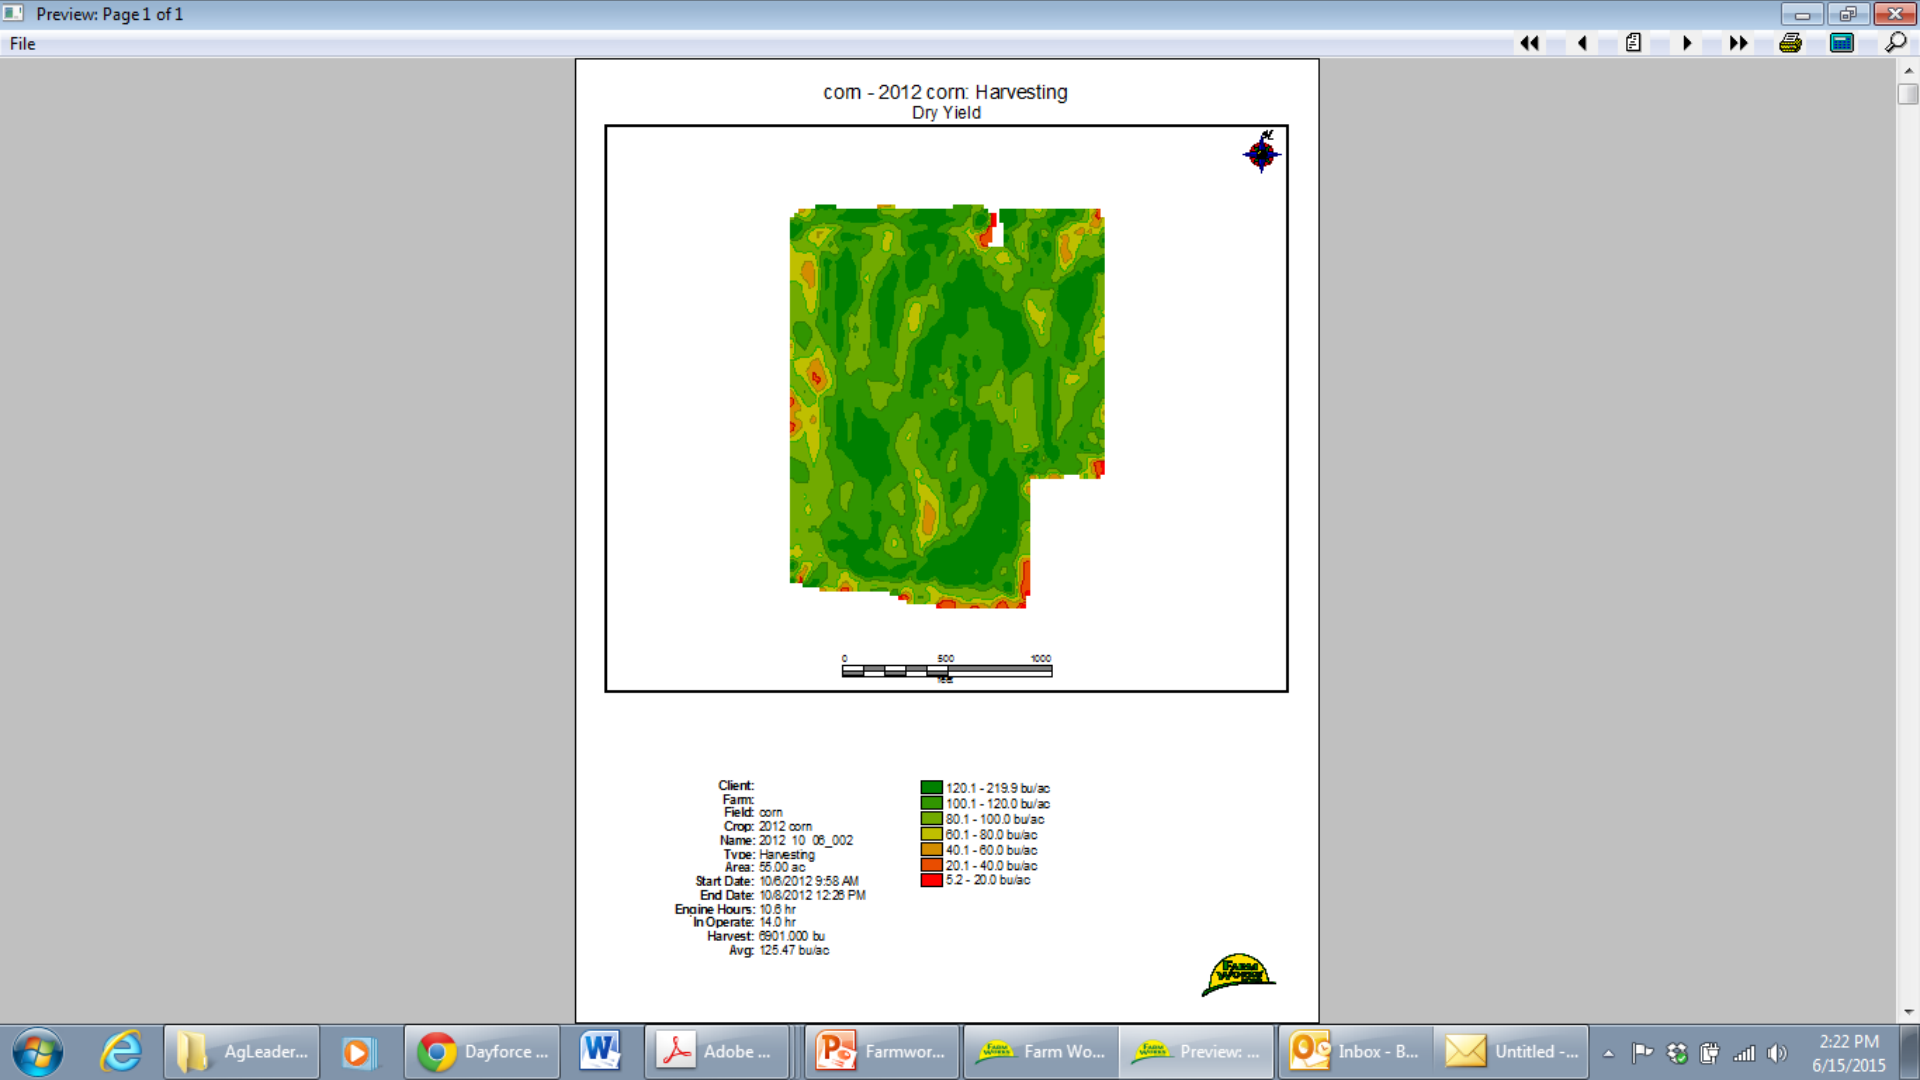 Preview: Page 1 of 1
File
corn - 2012 corn: Harvesting
Dry Yield
N
0 500 1000
feet
Client:
Farm:
Field: corn
Crop: 2012 corn
Name: 2012_10_06_002
Type: Harvesting
Area: 55.00 ac
Start Date: 10/6/2012 9:58 AM
End Date: 10/8/2012 12:26 PM
Engine Hours: 10.6 hr
In Operate: 14.0 hr
Harvest: 6901.000 bu
Avg: 125.47 bu/ac
120.1 - 219.9 bu/ac
100.1 - 120.0 bu/ac
80.1 - 100.0 bu/ac
60.1 - 80.0 bu/ac
40.1 - 60.0 bu/ac
20.1 - 40.0 bu/ac
5.2 - 20.0 bu/ac
FARM
WORKS
AgLeader...
Dayforce ...
Adobe ...
Farmwor...
Farm Wo...
Preview: ...
Inbox - B...
Untitled -...
2:22 PM
6/15/2015